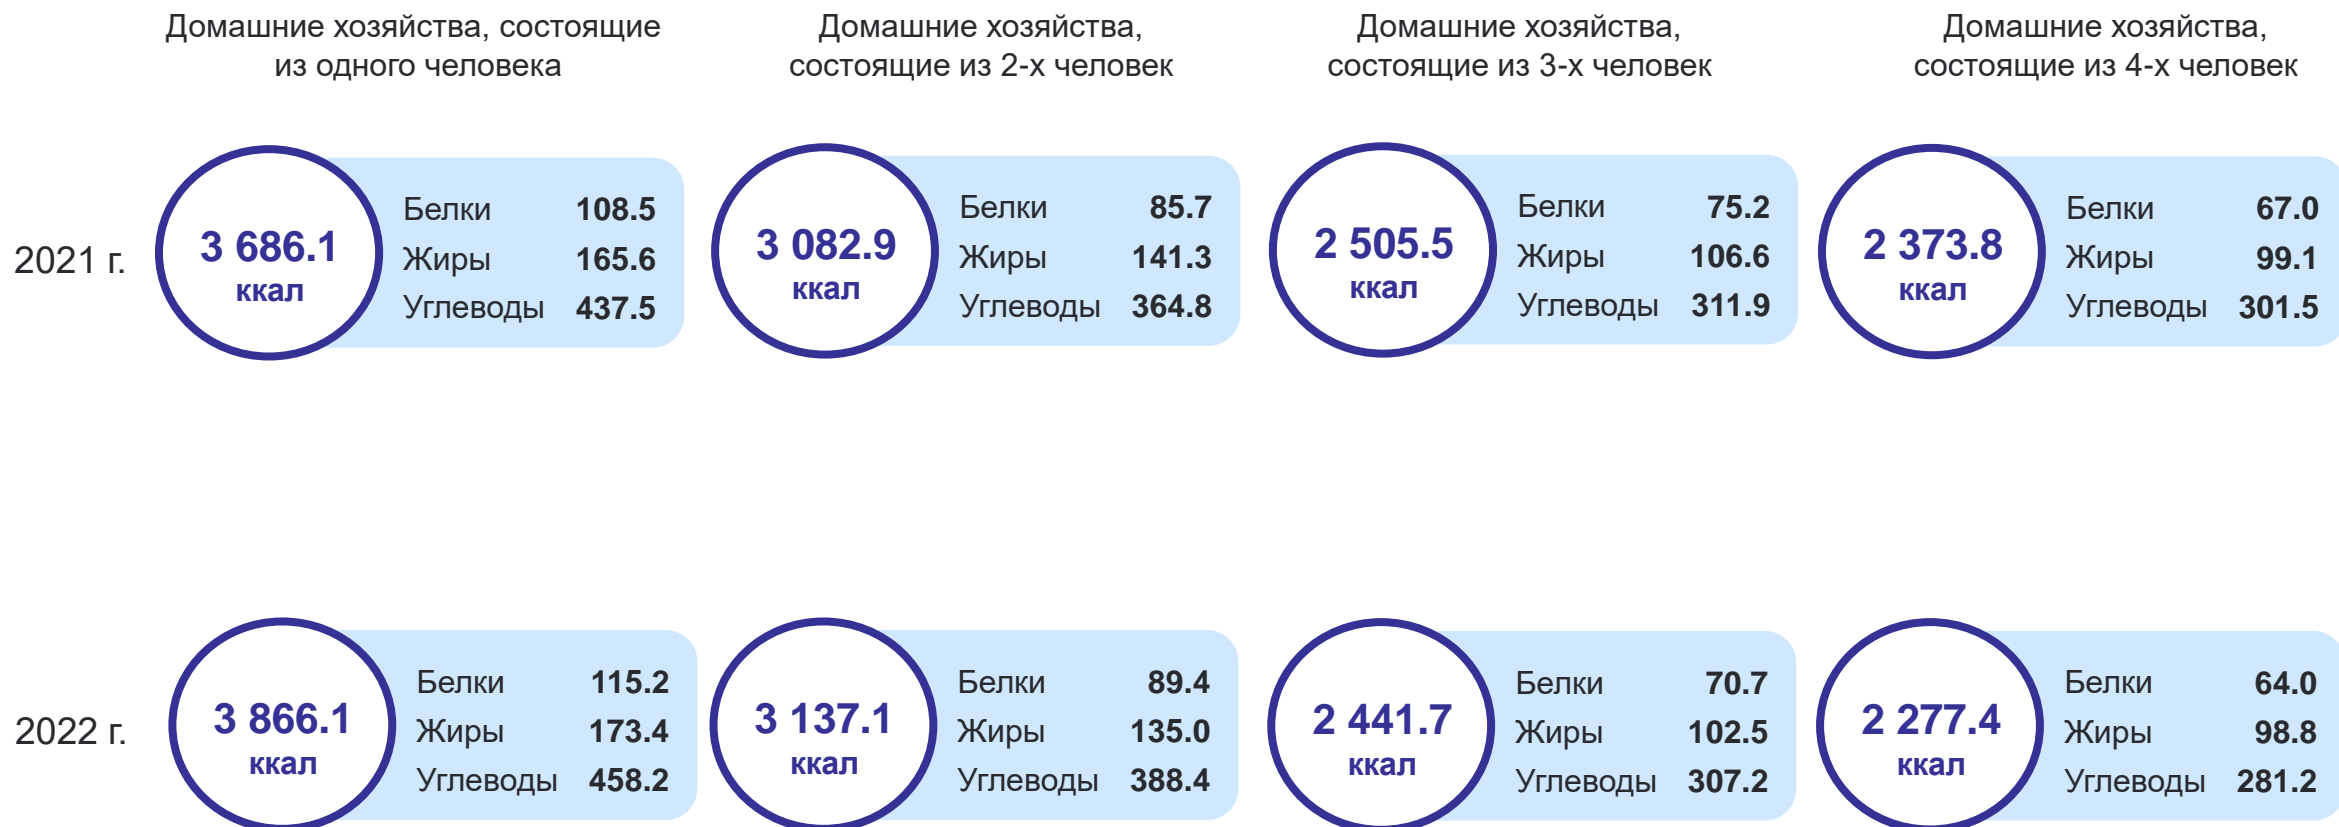 Домашние хозяйства, состоящие
из одного человека
Домашние хозяйства,
состоящие из 2-х человек
Домашние хозяйства,
состоящие из 3-х человек
Домашние хозяйства,
состоящие из 4-х человек
2021 г.
3 686.1
ккал
Белки 108.5
Жиры 165.6
Углеводы 437.5
3 082.9
ккал
Белки 85.7
Жиры 141.3
Углеводы 364.8
2 505.5
ккал
Белки 75.2
Жиры 106.6
Углеводы 311.9
2 373.8
ккал
Белки 67.0
Жиры 99.1
Углеводы 301.5
2022 г.
3 866.1
ккал
Белки 115.2
Жиры 173.4
Углеводы 458.2
3 137.1
ккал
Белки 89.4
Жиры 135.0
Углеводы 388.4
2 441.7
ккал
Белки 70.7
Жиры 102.5
Углеводы 307.2
2 277.4
ккал
Белки 64.0
Жиры 98.8
Углеводы 281.2